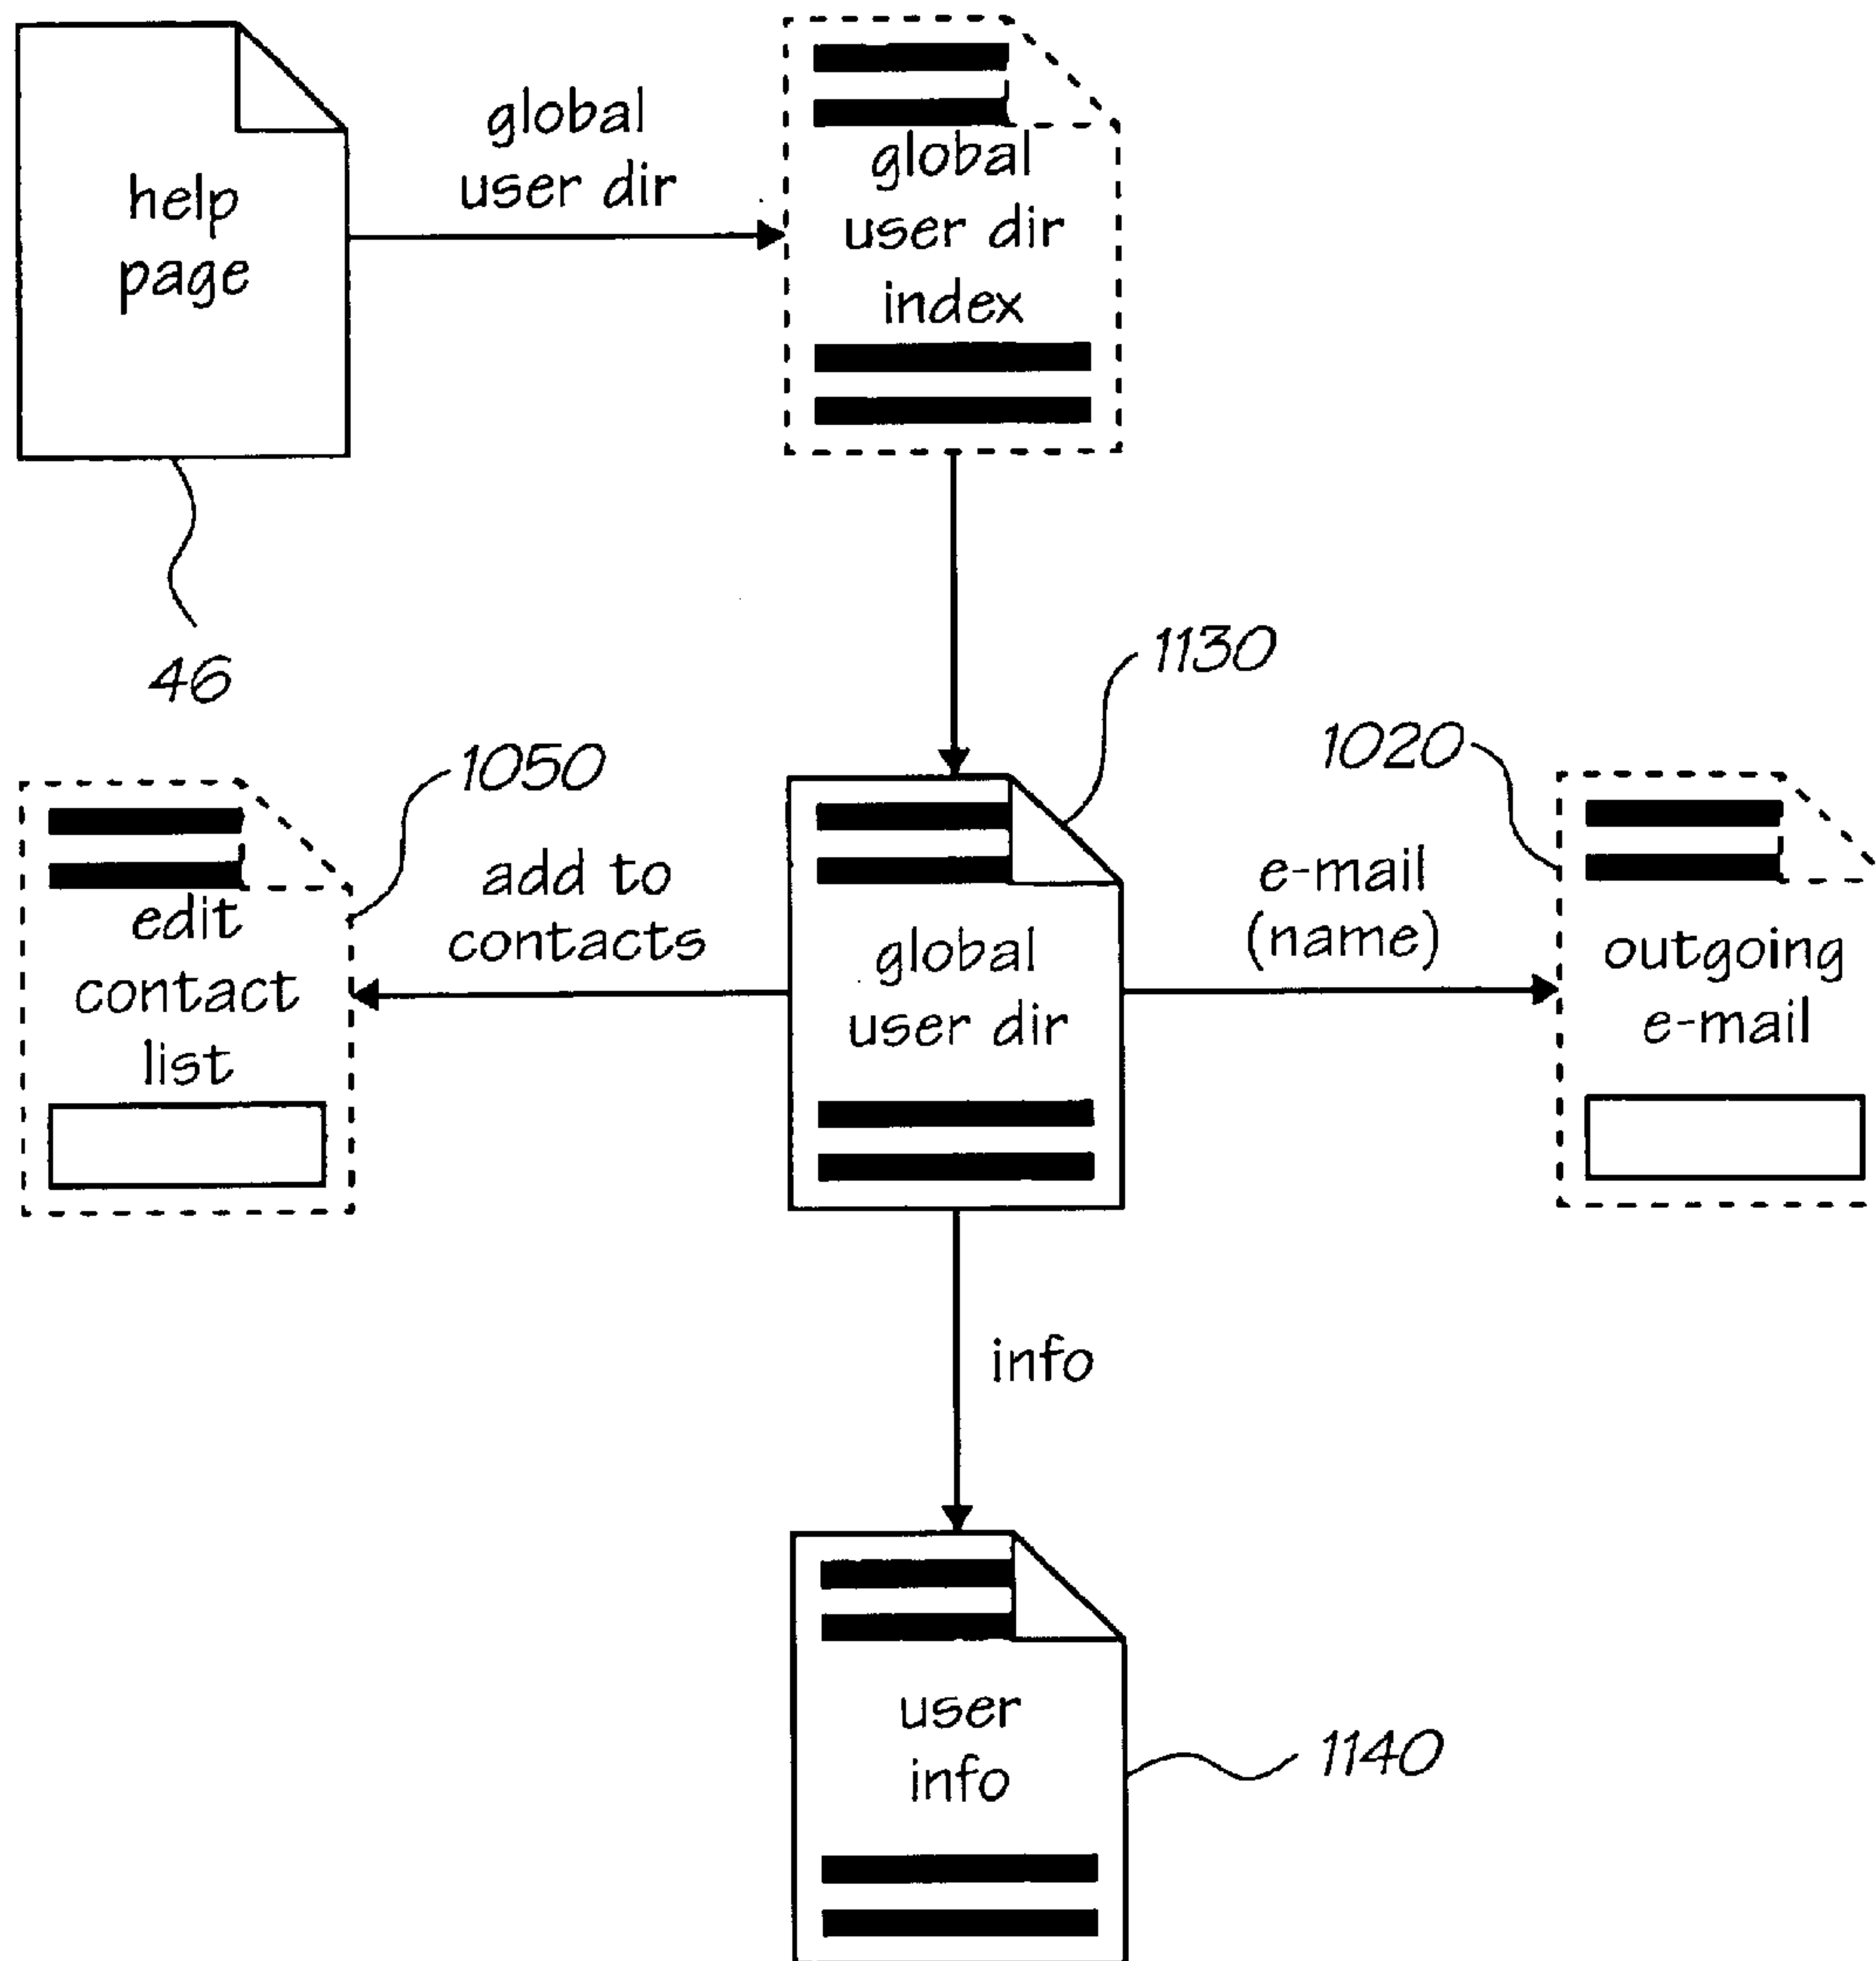 help
page
global
user dir
global
user dir
index
46
1130
1050
1020
edit
contact
list
add to
contacts
global
user dir
e-mail
(name)
outgoing
e-mail
info
user
info
1140